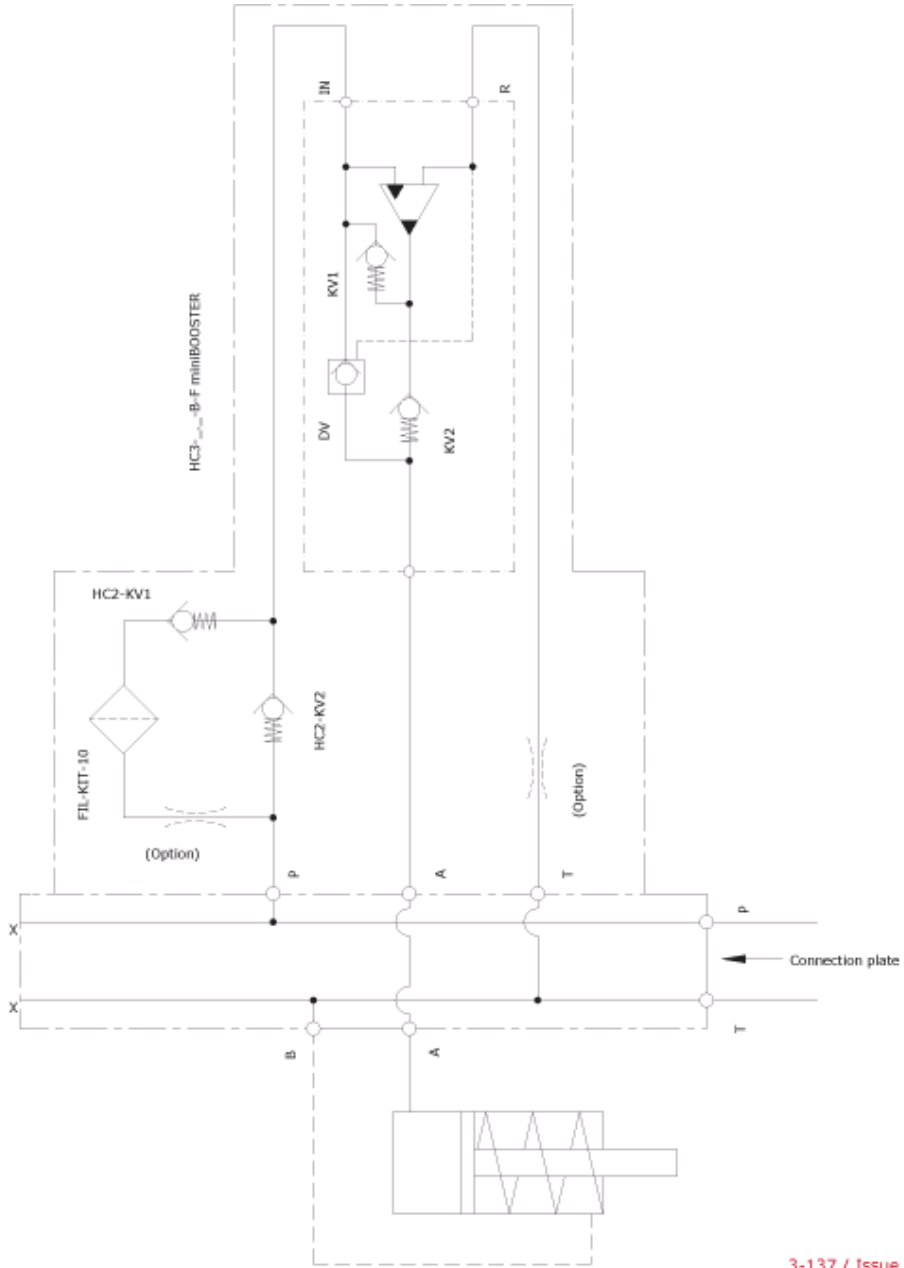 IN
R
KV1
HC3-_._-B-F miniBOOSTER
DV
KV2
HC2-KV1
HC2-KV2
FIL-KIT-10
(Option)
(Option)
P
A
T
X
P
Connection plate
X
T
B
A
3-137 / Issue